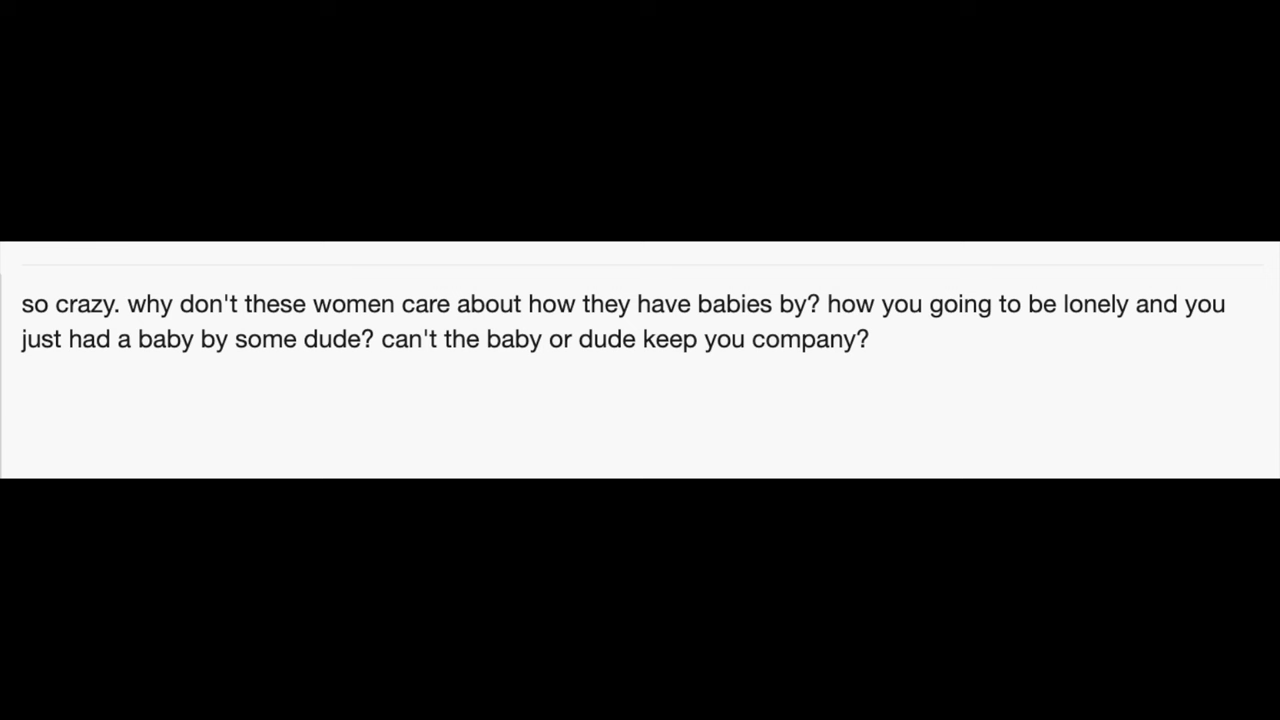 so crazy. why don't these women care about how they have babies by? how you going to be lonely and you
just had a baby by some dude? can't the baby or dude keep you company?